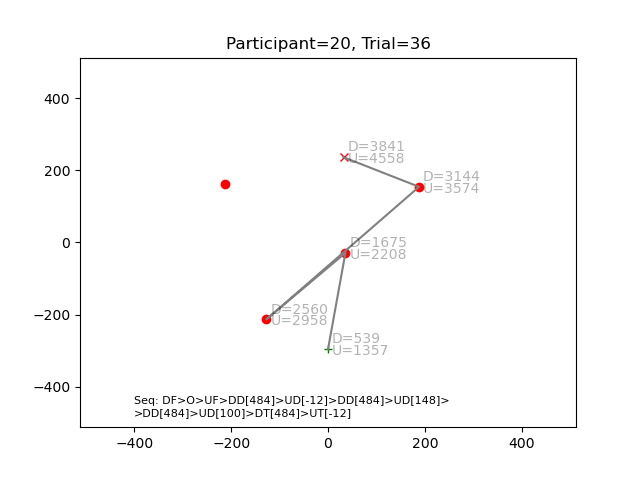 Participant=20, Trial=36
400
200
0
−200
−400
D=3841
U=4558
D=3144
U=3574
D=1675
U=2208
D=2560
U=2958
D=539
U=1357
Seq: DF>O>UF>DD[484]>UD[-12]>DD[484]>UD[148]>
>DD[484]>UD[100]>DT[484]>UT[-12]
−400 −200 0 200 400